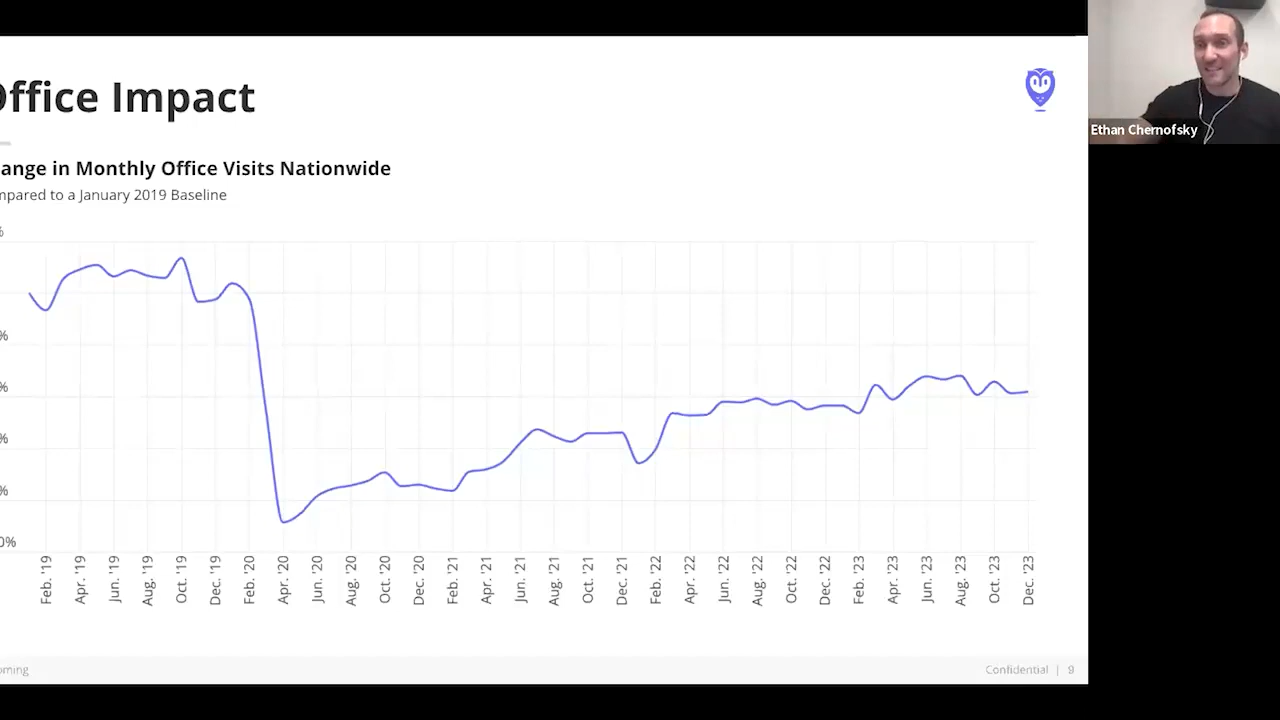 Office Impact
ange in Monthly Office Visits Nationwide
mpared to a January 2019 Baseline
%
%
%
%
%
0%
Feb. '19
Apr. '19
Jun. '19
Aug. '19
Oct. '19
Dec. '19
Feb. '20
Apr. '20
Jun. '20
Aug. '20
Oct. '20
Dec. '20
Feb. '21
Apr. '21
Jun. '21
Aug. '21
Oct. '21
Dec. '21
Feb. '22
Apr. '22
Jun. '22
Aug. '22
Oct. '22
Dec. '22
Feb. '23
Apr. '23
Jun. '23
Aug. '23
Oct. '23
Dec. '23
oming
Confidential | 9
Ethan Chernofsky